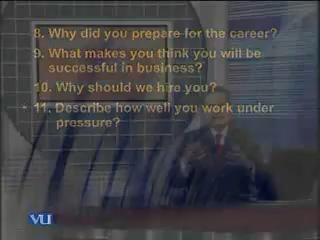 8. Why did you prepare for the career?
9. What makes you think you will be
successful in business?
10. Why should we hire you?
11. Describe how well you work under
pressure?
VU